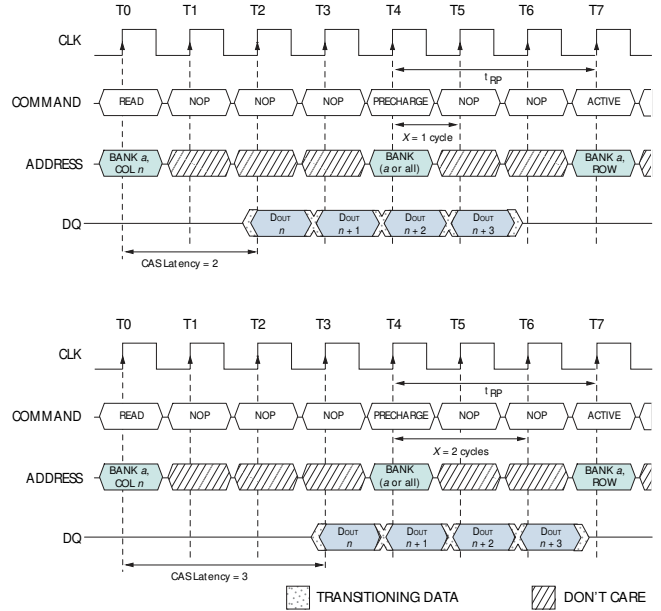 T0 T1 T2 T3 T4 T5 T6 T7
CLK
tRP
COMMAND READ NOP NOP NOP PRECHARGE NOP NOP ACTIVE
X = 1 cycle
ADDRESS BANK a, COL n BANK (a or all) BANK a, ROW
DQ DOUT n DOUT n + 1 DOUT n + 2 DOUT n + 3
CAS Latency = 2
T0 T1 T2 T3 T4 T5 T6 T7
CLK
tRP
COMMAND READ NOP NOP NOP PRECHARGE NOP NOP ACTIVE
X = 2 cycles
ADDRESS BANK a, COL n BANK (a or all) BANK a, ROW
DQ DOUT n DOUT n + 1 DOUT n + 2 DOUT n + 3
CAS Latency = 3
TRANSITIONING DATA DON'T CARE